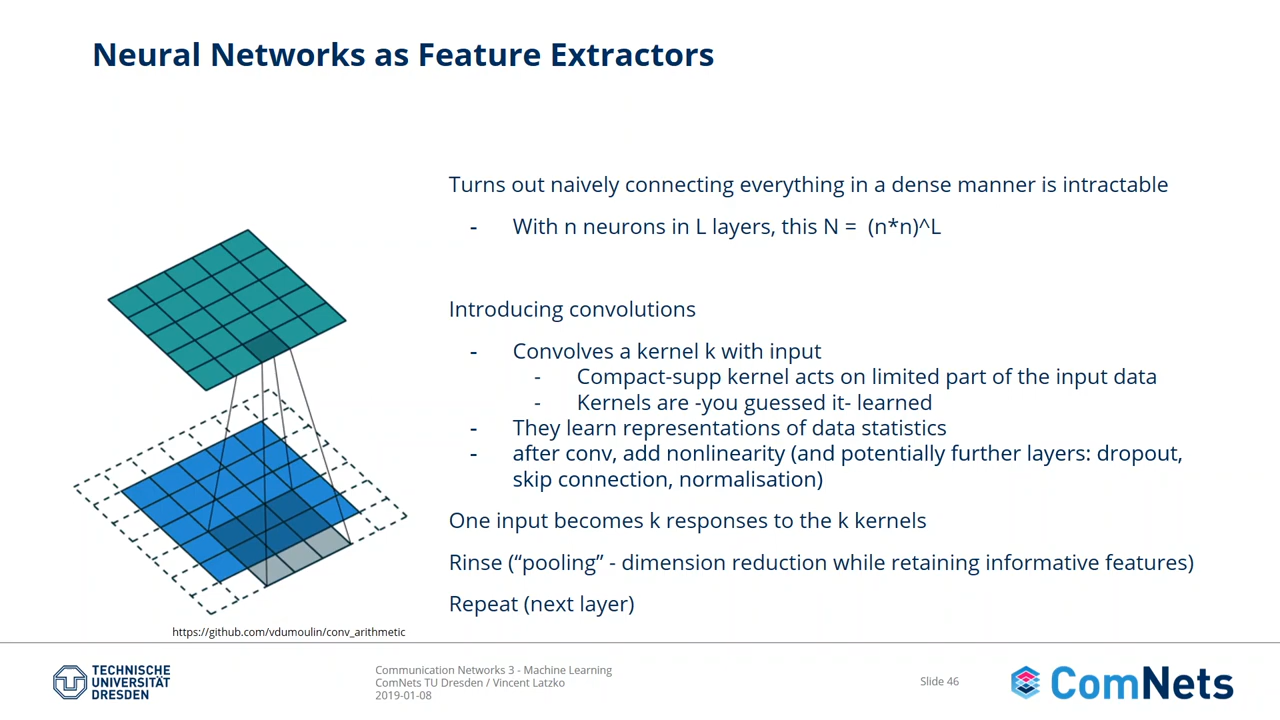 Neural Networks as Feature Extractors
Turns out naively connecting everything in a dense manner is intractable
- With n neurons in L layers, this N = (n*n)^L
Introducing convolutions
- Convolves a kernel k with input
- Compact-supp kernel acts on limited part of the input data
- Kernels are -you guessed it- learned
- They learn representations of data statistics
- after conv, add nonlinearity (and potentially further layers: dropout,
skip connection, normalisation)
One input becomes k responses to the k kernels
Rinse (“pooling” - dimension reduction while retaining informative features)
Repeat (next layer)
https://github.com/vdumoulin/conv_arithmetic
TECHNISCHE
UNIVERSITÄT
DRESDEN
Communication Networks 3 - Machine Learning
ComNets TU Dresden / Vincent Latzko
2019-01-08
Slide 46
ComNets